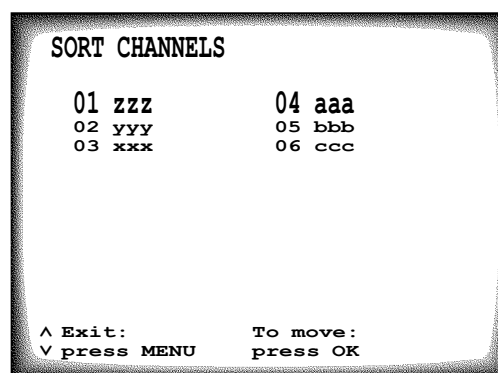 SORT CHANNELS
01 zzz 04 aaa
02 yyy 05 bbb
03 xxx 06 ccc
^ Exit: To move:
v press MENU press OK